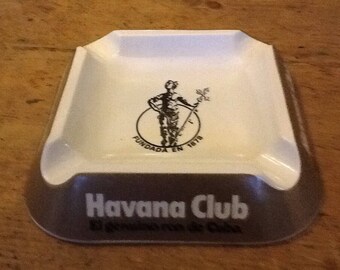 FUNDADA EN 1878
Havana Club
El genuino ron de Cuba